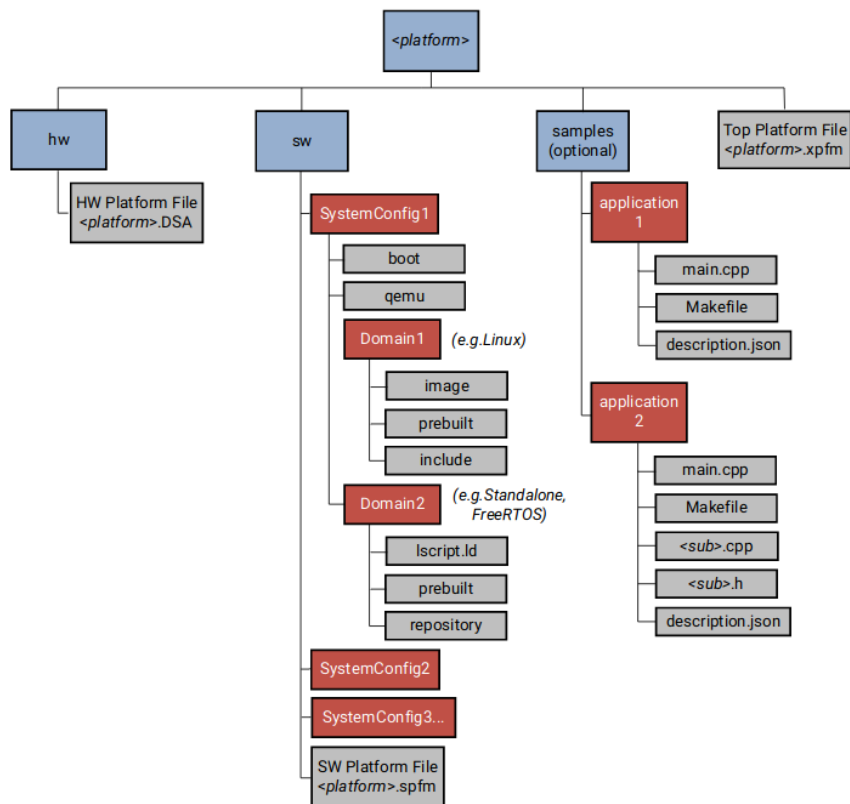 <platform>
hw
HW Platform File
<platform>.DSA
sw
SystemConfig1
boot
qemu
Domain1
(e.g.Linux)
image
prebuilt
include
Domain2
(e.g.Standalone,
FreeRTOS)
lscript.ld
prebuilt
repository
SystemConfig2
SystemConfig3...
SW Platform File
<platform>.spfm
samples
(optional)
application
1
main.cpp
Makefile
description.json
application
2
main.cpp
Makefile
<sub>.cpp
<sub>.h
description.json
Top Platform File
<platform>.xpfm